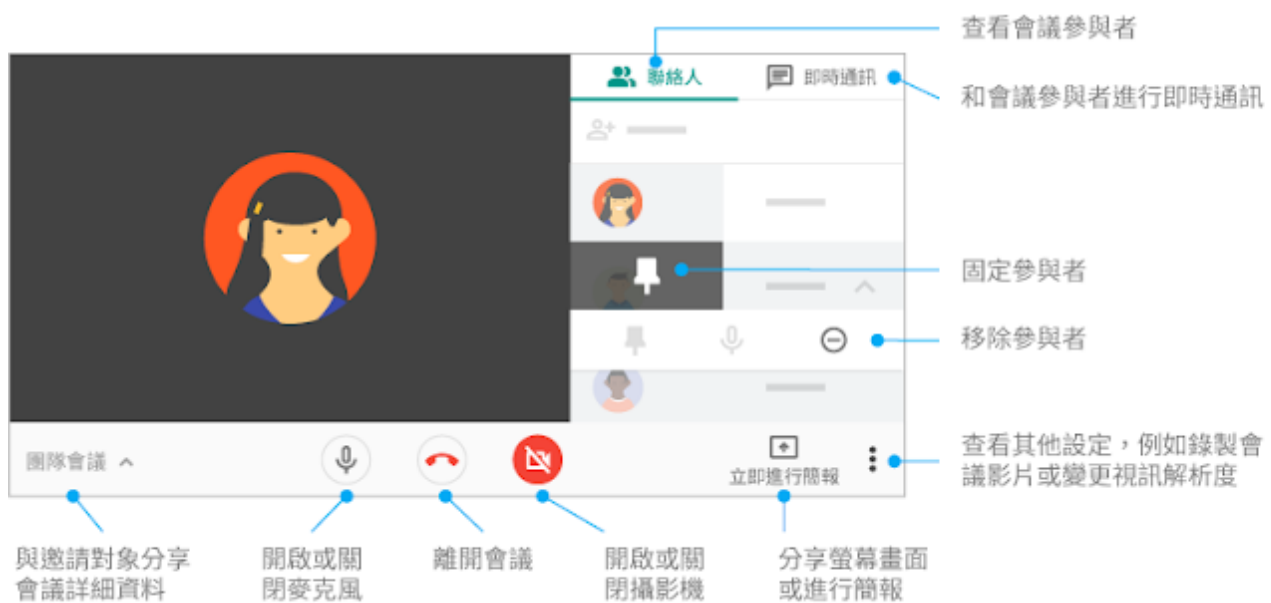 查看會議參與者
聯絡人
即時通訊
和會議參與者進行即時通訊
固定參與者
移除參與者
查看其他設定，例如錄製會
議影片或變更視訊解析度
團隊會議
立即進行簡報
與邀請對象分享
會議詳細資料
開啟或關
閉麥克風
離開會議
開啟或關
閉攝影機
分享螢幕畫面
或進行簡報